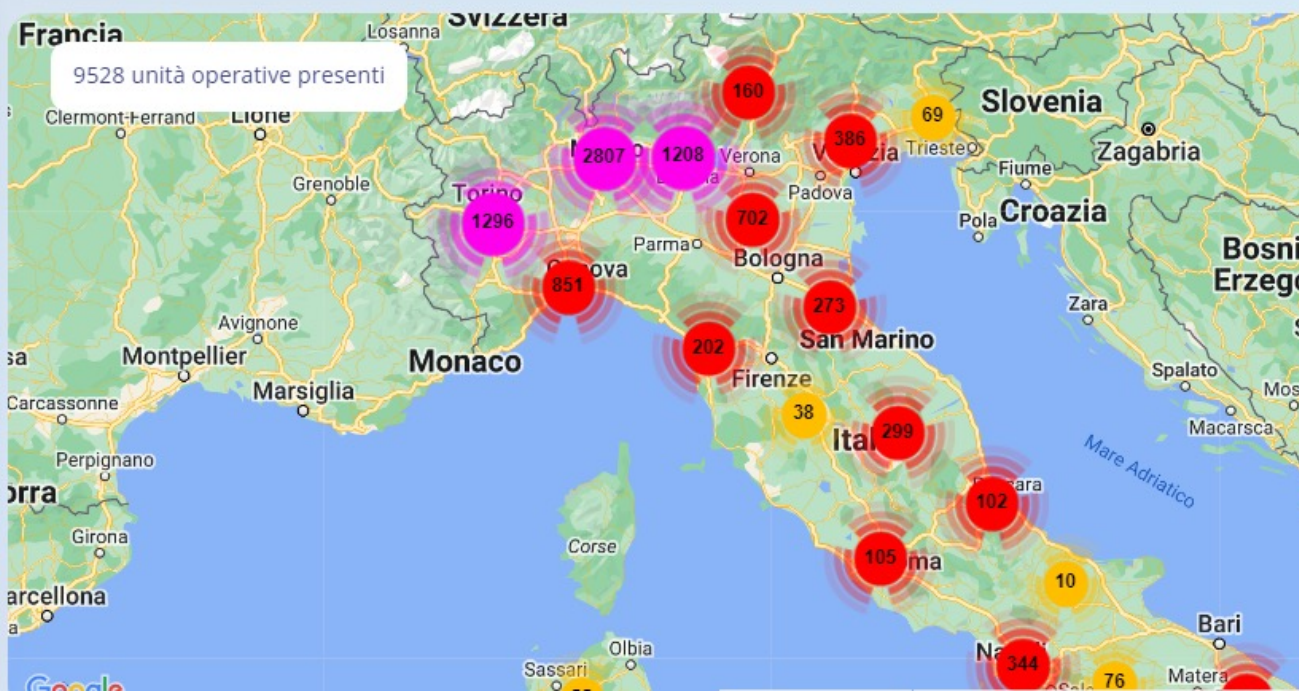 Svizzera
Francia
Losanna
9528 unità operative presenti
160
Slovenia
Clermont-Ferrand
Lione
69
386
Trieste
Zagabria
2807
1208
Verona
Fiume
Grenoble
Padova
Torino
1296
702
Pola
Croazia
Parma
Bologna
851
273
Zara
Avignone
San Marino
Montpellier
Monaco
202
Firenze
Spalato
Marsiglia
Carcassonne
38
Macarsca
299
Mare Adriatico
Perpignano
102
Girona
Corse
105
10
Bari
344
Olbia
Sassari
76
Matera
Google